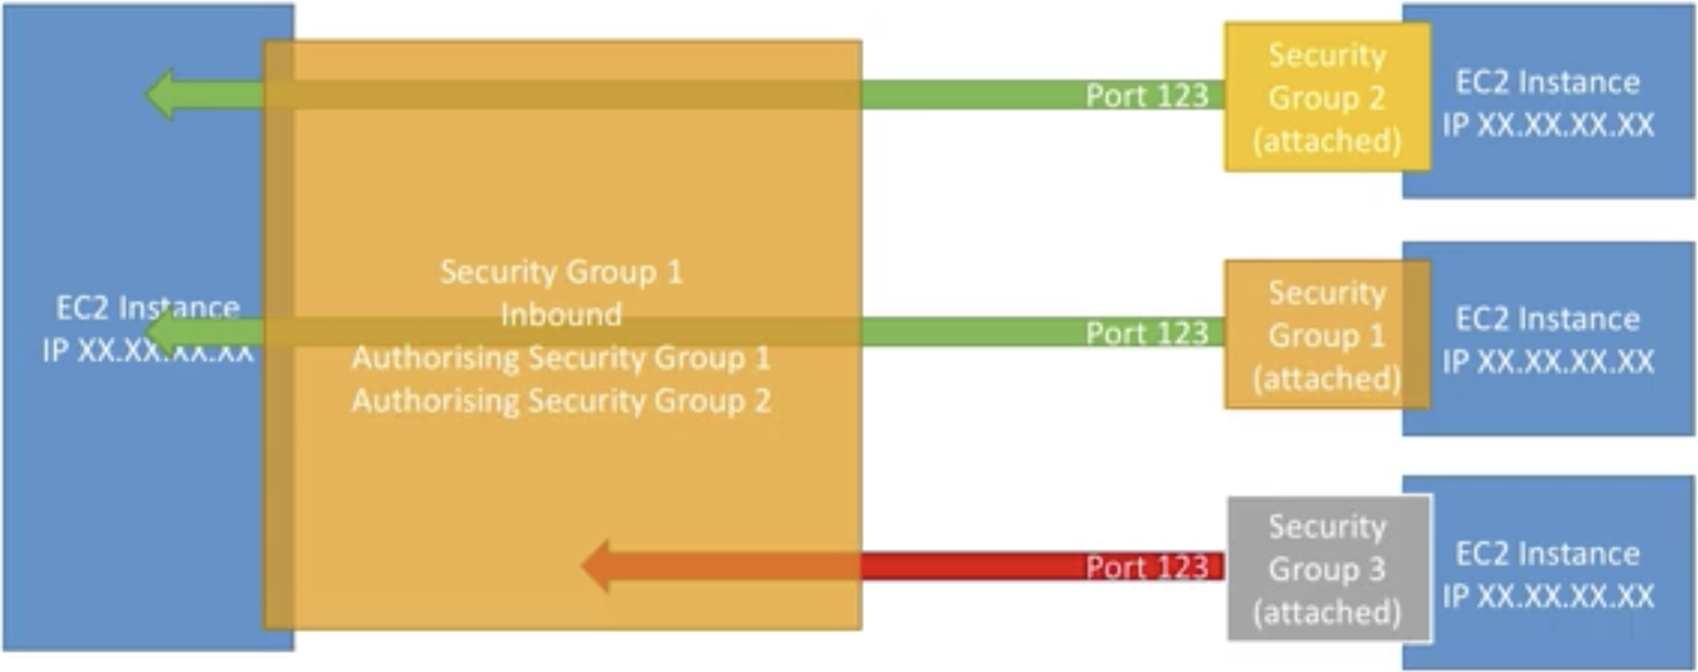 EC2 Instance
IP XX.XX.XX.XX
Security Group 1
Inbound
Authorising Security Group 1
Authorising Security Group 2
Port 123
Security
Group 2
(attached)
EC2 Instance
IP XX.XX.XX.XX
Port 123
Security
Group 1
(attached)
EC2 Instance
IP XX.XX.XX.XX
Port 123
Security
Group 3
(attached)
EC2 Instance
IP XX.XX.XX.XX